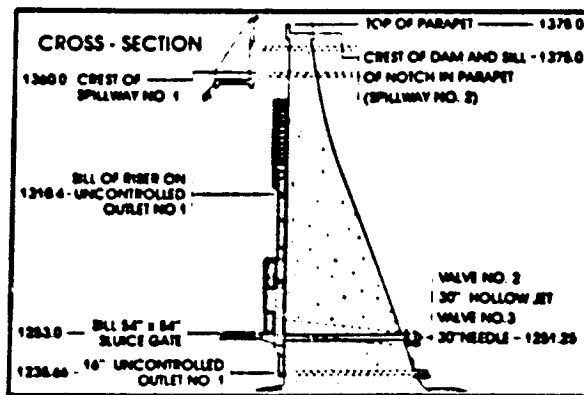 CROSS - SECTION
TOP OF PARAPET
CREST OF DAM AND SILL - 1375.0
OF NOTCH IN PARAPET
(SPILLWAY NO. 2)
1360.0 CREST OF
SPILLWAY NO. 1
SILL OF RISER ON
UNCONTROLLED
OUTLET NO 1
VALVE NO. 2
30" HOLLOW JET
VALVE NO.3
30" NEEDLE - 1251.25
1253.0 SILL 54" x 84"
SLUICE GATE
16" UNCONTROLLED
OUTLET NO 1